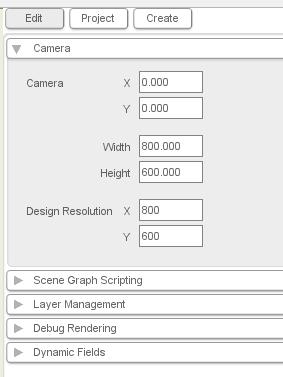 Edit Project Create
Camera
Camera X 0.000
Y 0.000
Width 800.000
Height 600.000
Design Resolution X 800
Y 600
Scene Graph Scripting
Layer Management
Debug Rendering
Dynamic Fields